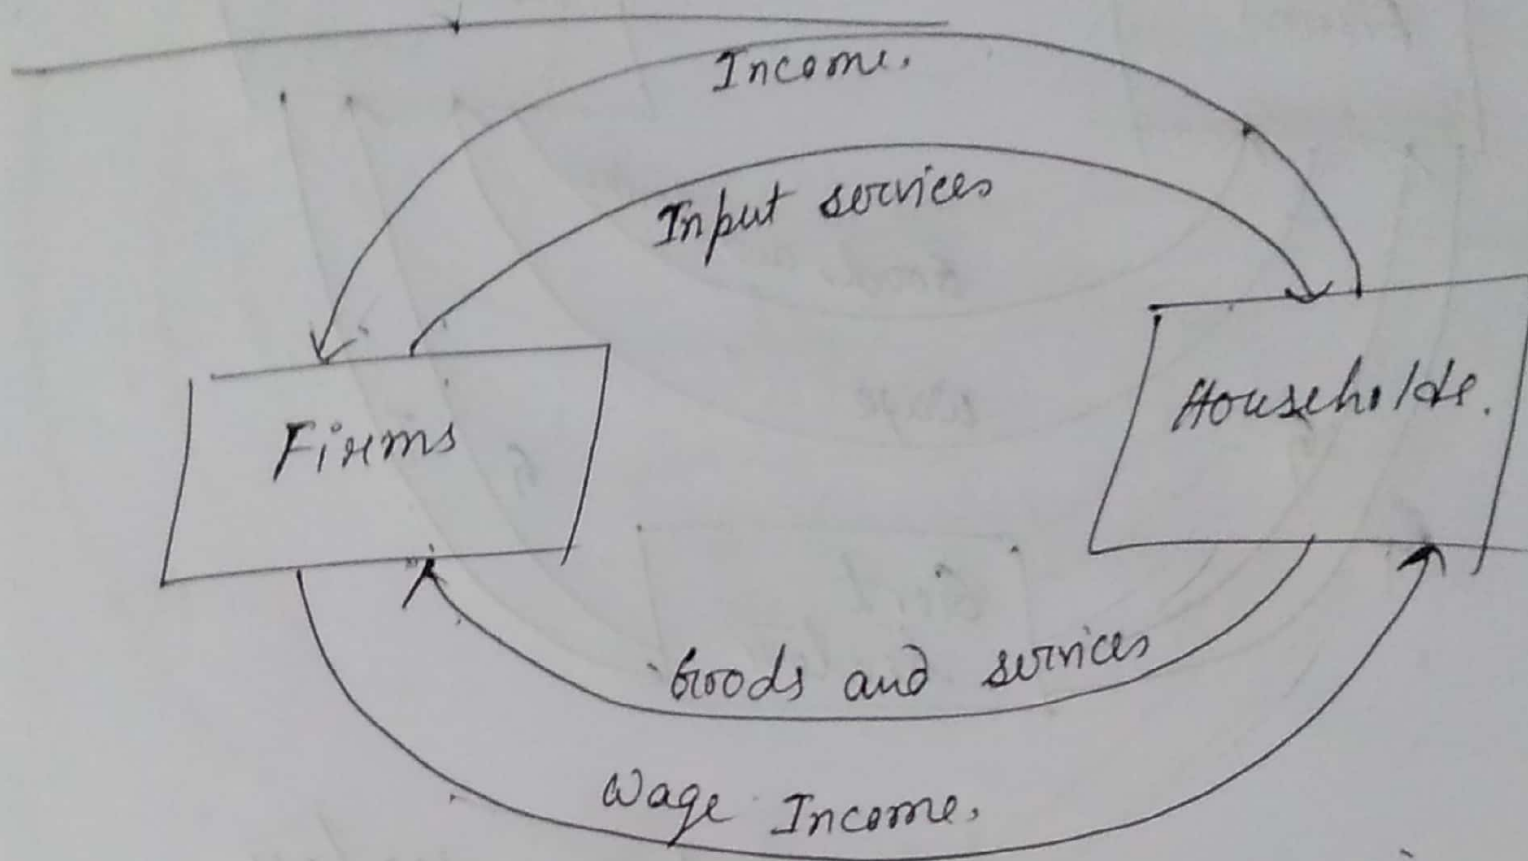 Income.
Input services
Firms
Households.
Goods and services
Wage Income.